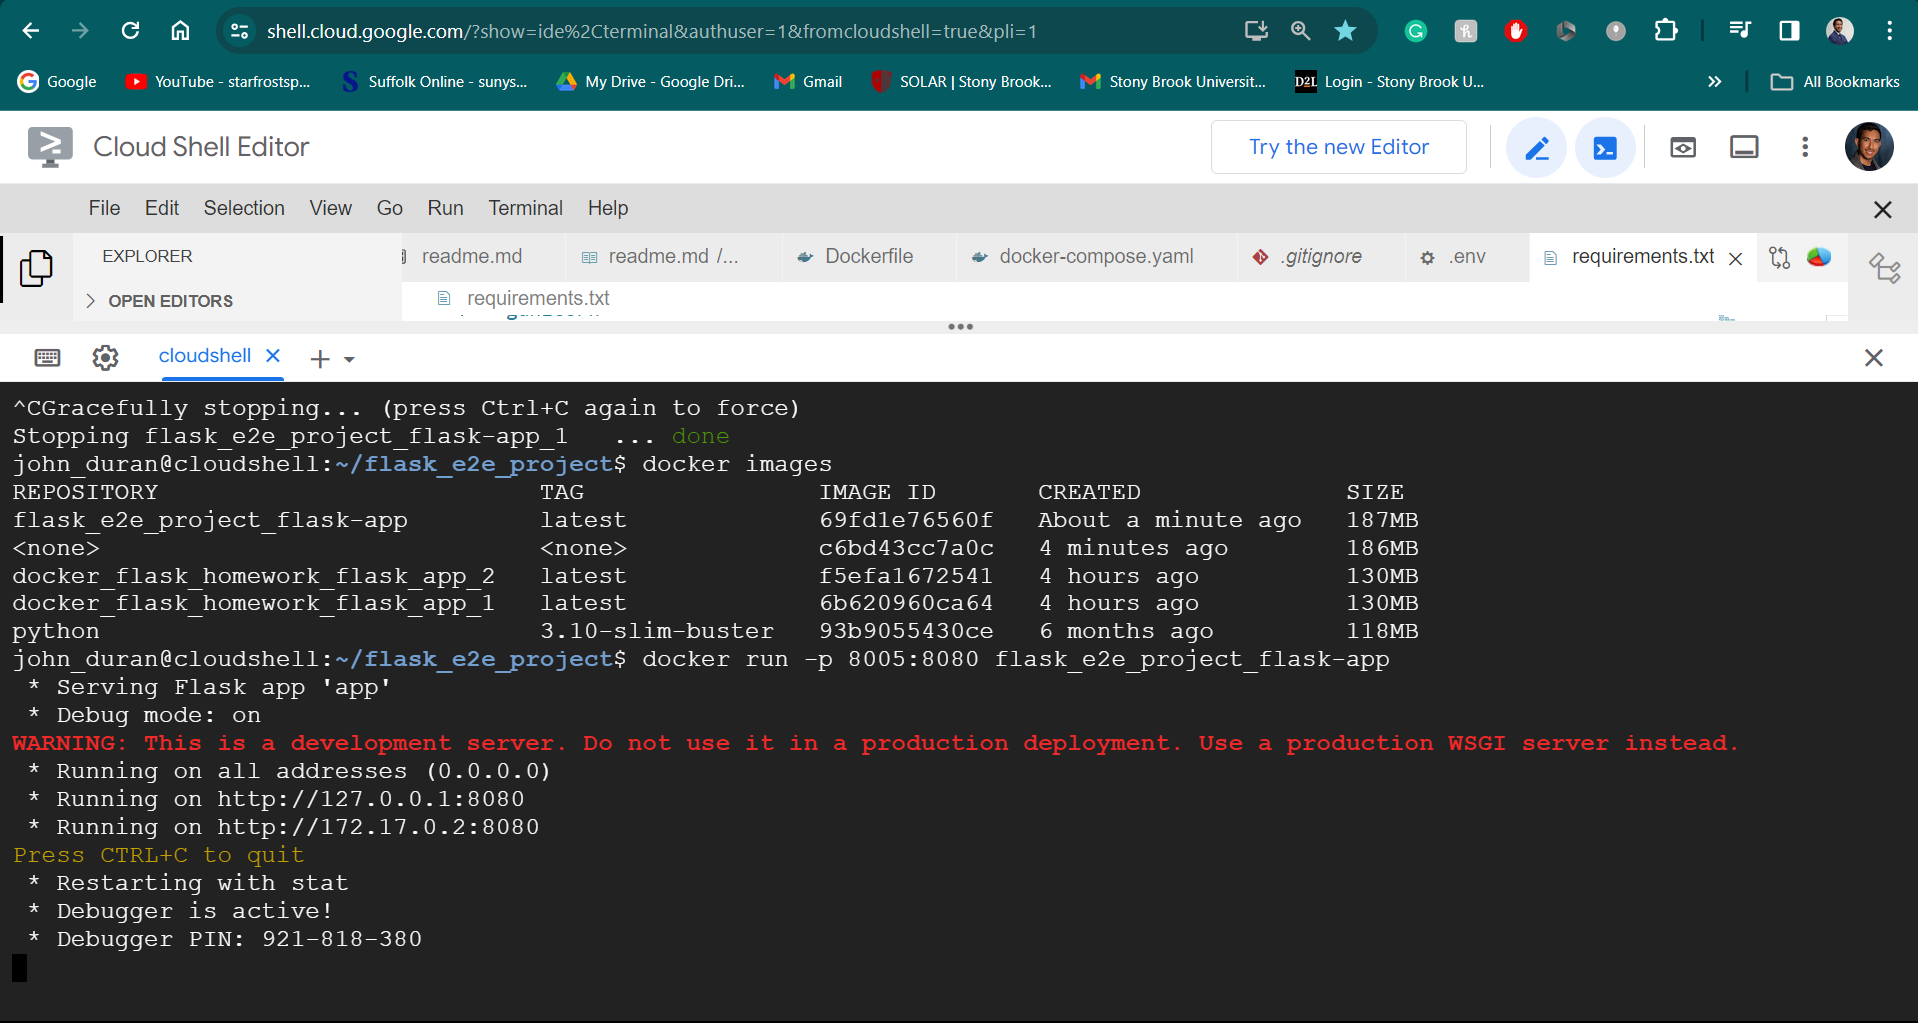 shell.cloud.google.com/?show=ide%2Cterminal&authuser=1&fromcloudshell=true&pli=1
Google YouTube - starfrostsp... Suffolk Online - sunys... My Drive - Google Dri... Gmail SOLAR | Stony Brook... Stony Brook Universit... D2L Login - Stony Brook U... » All Bookmarks
Cloud Shell Editor Try the new Editor
File Edit Selection View Go Run Terminal Help
EXPLORER readme.md readme.md /... Dockerfile docker-compose.yaml .gitignore .env requirements.txt
OPEN EDITORS requirements.txt
cloudshell
^CGracefully stopping... (press Ctrl+C again to force)
Stopping flask_e2e_project_flask-app_1 ... done
john_duran@cloudshell:~/flask_e2e_project$ docker images
REPOSITORY TAG IMAGE ID CREATED SIZE
flask_e2e_project_flask-app latest 69fd1e76560f About a minute ago 187MB
<none> <none> c6bd43cc7a0c 4 minutes ago 186MB
docker_flask_homework_flask_app_2 latest f5efa1672541 4 hours ago 130MB
docker_flask_homework_flask_app_1 latest 6b620960ca64 4 hours ago 130MB
python 3.10-slim-buster 93b9055430ce 6 months ago 118MB
john_duran@cloudshell:~/flask_e2e_project$ docker run -p 8005:8080 flask_e2e_project_flask-app
* Serving Flask app 'app'
* Debug mode: on
WARNING: This is a development server. Do not use it in a production deployment. Use a production WSGI server instead.
* Running on all addresses (0.0.0.0)
* Running on http://127.0.0.1:8080
* Running on http://172.17.0.2:8080
Press CTRL+C to quit
* Restarting with stat
* Debugger is active!
* Debugger PIN: 921-818-380